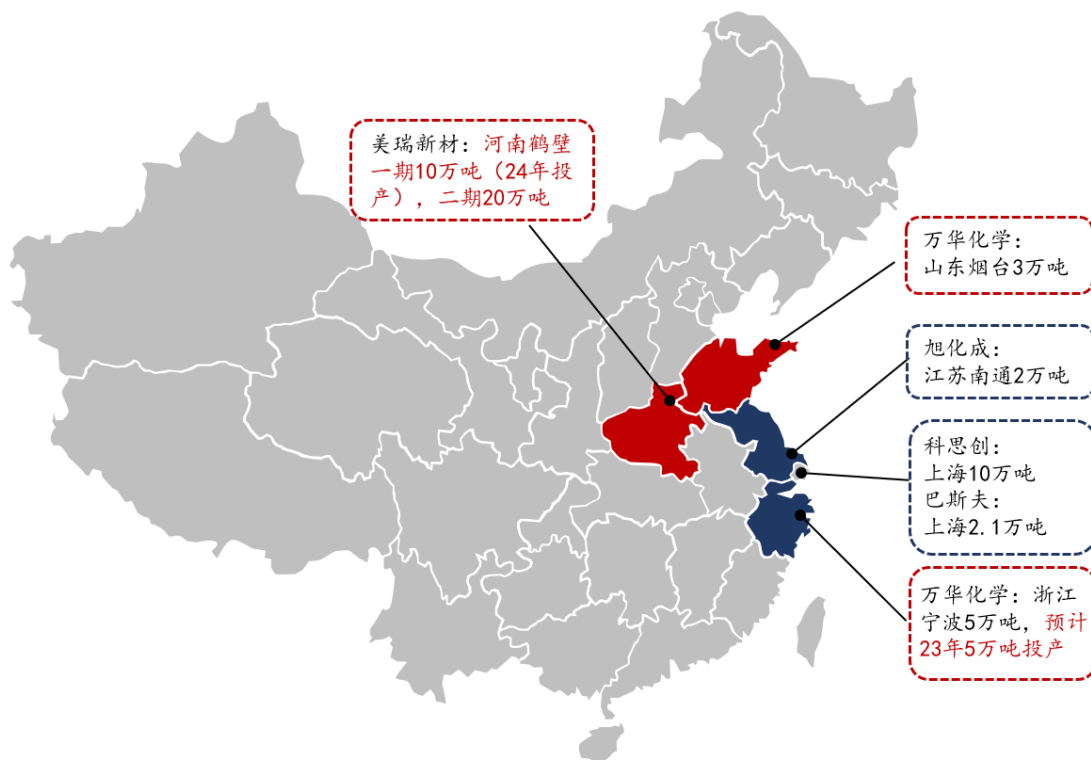 美瑞新材：河南鹤壁
一期10万吨（24年投
产），二期20万吨
万华化学：
山东烟台3万吨
旭化成：
江苏南通2万吨
科思创：
上海10万吨
巴斯夫：
上海2.1万吨
万华化学：浙江
宁波5万吨，预计
23年5万吨投产